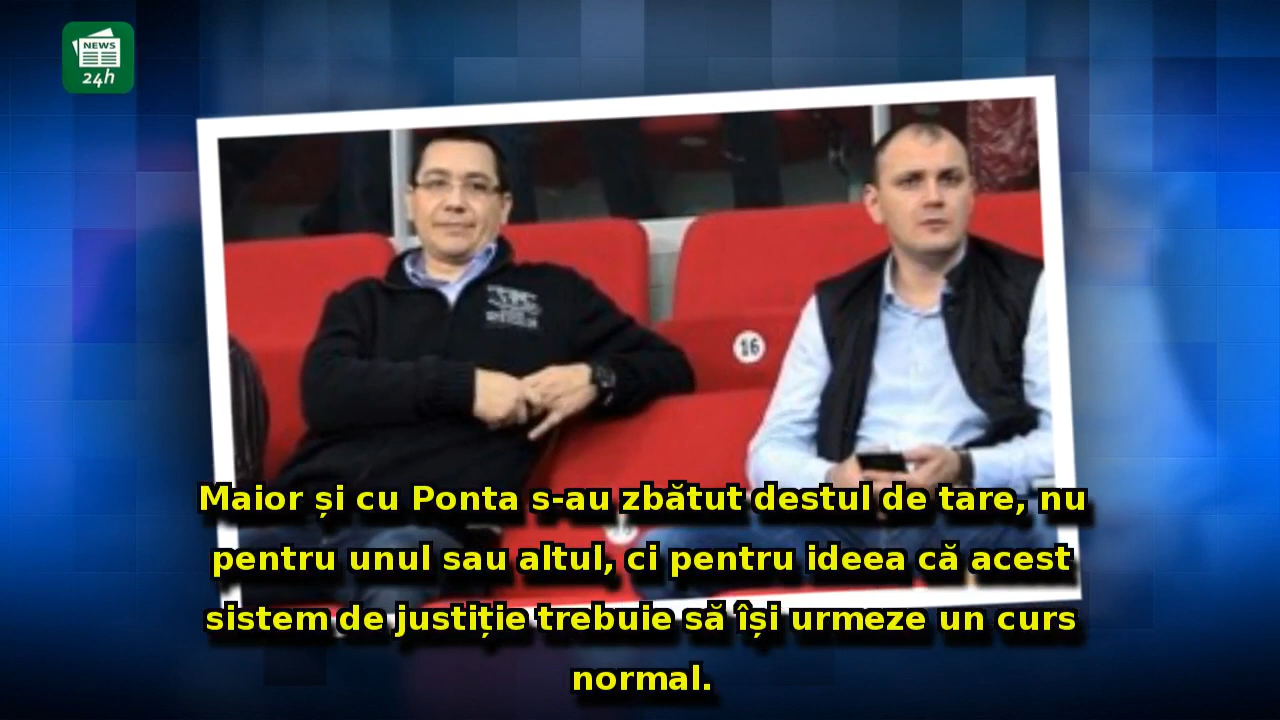 NEWS
24h
16
Maior și cu Ponta s-au zbătut destul de tare, nu
pentru unul sau altul, ci pentru ideea că acest
sistem de justiție trebuie să își urmeze un curs
normal.